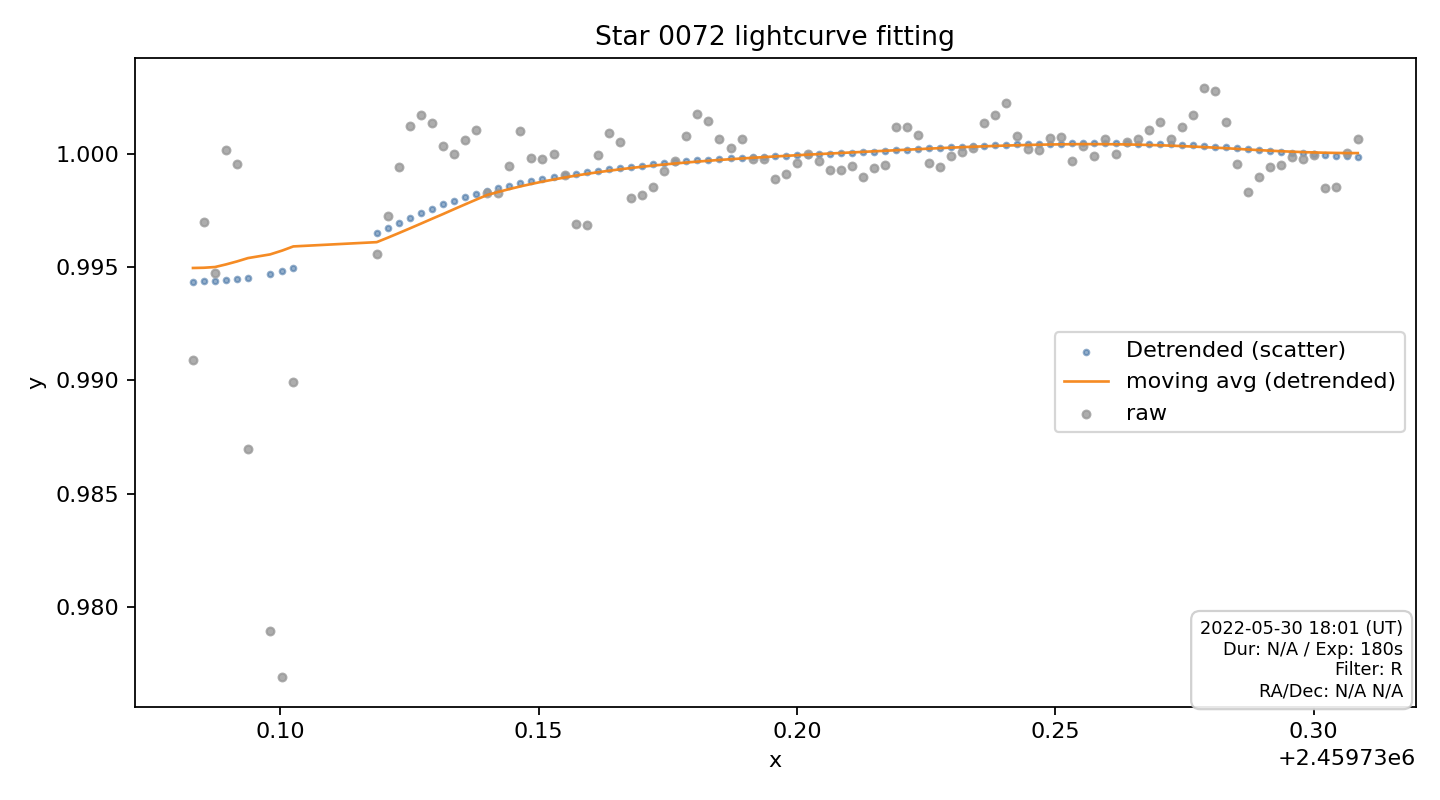 Star 0072 lightcurve fitting
y
1.000
0.995
0.990
0.985
0.980
Detrended (scatter)
moving avg (detrended)
raw
2022-05-30 18:01 (UT)
Dur: N/A / Exp: 180s
Filter: R
RA/Dec: N/A N/A
0.10 0.15 0.20 0.25 0.30
x
+2.45973e6